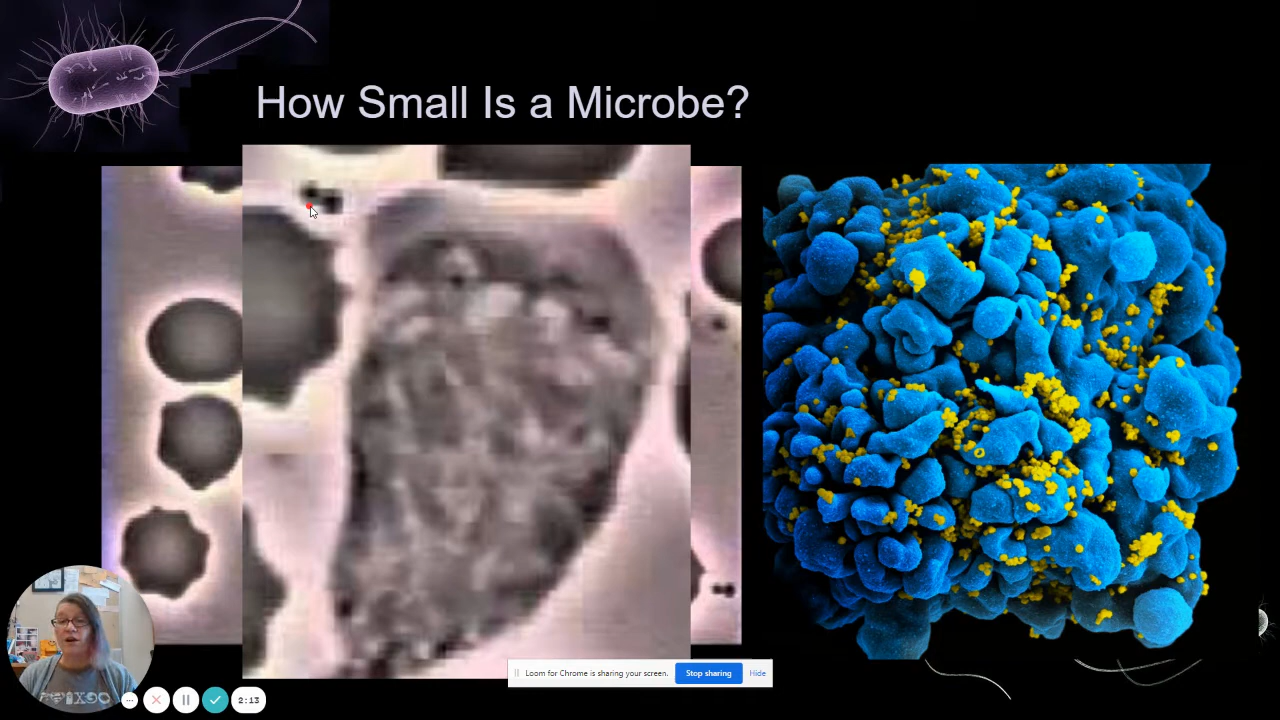 How Small Is a Microbe?
Loom for Chrome is sharing your screen.
Stop sharing
Hide
2:13